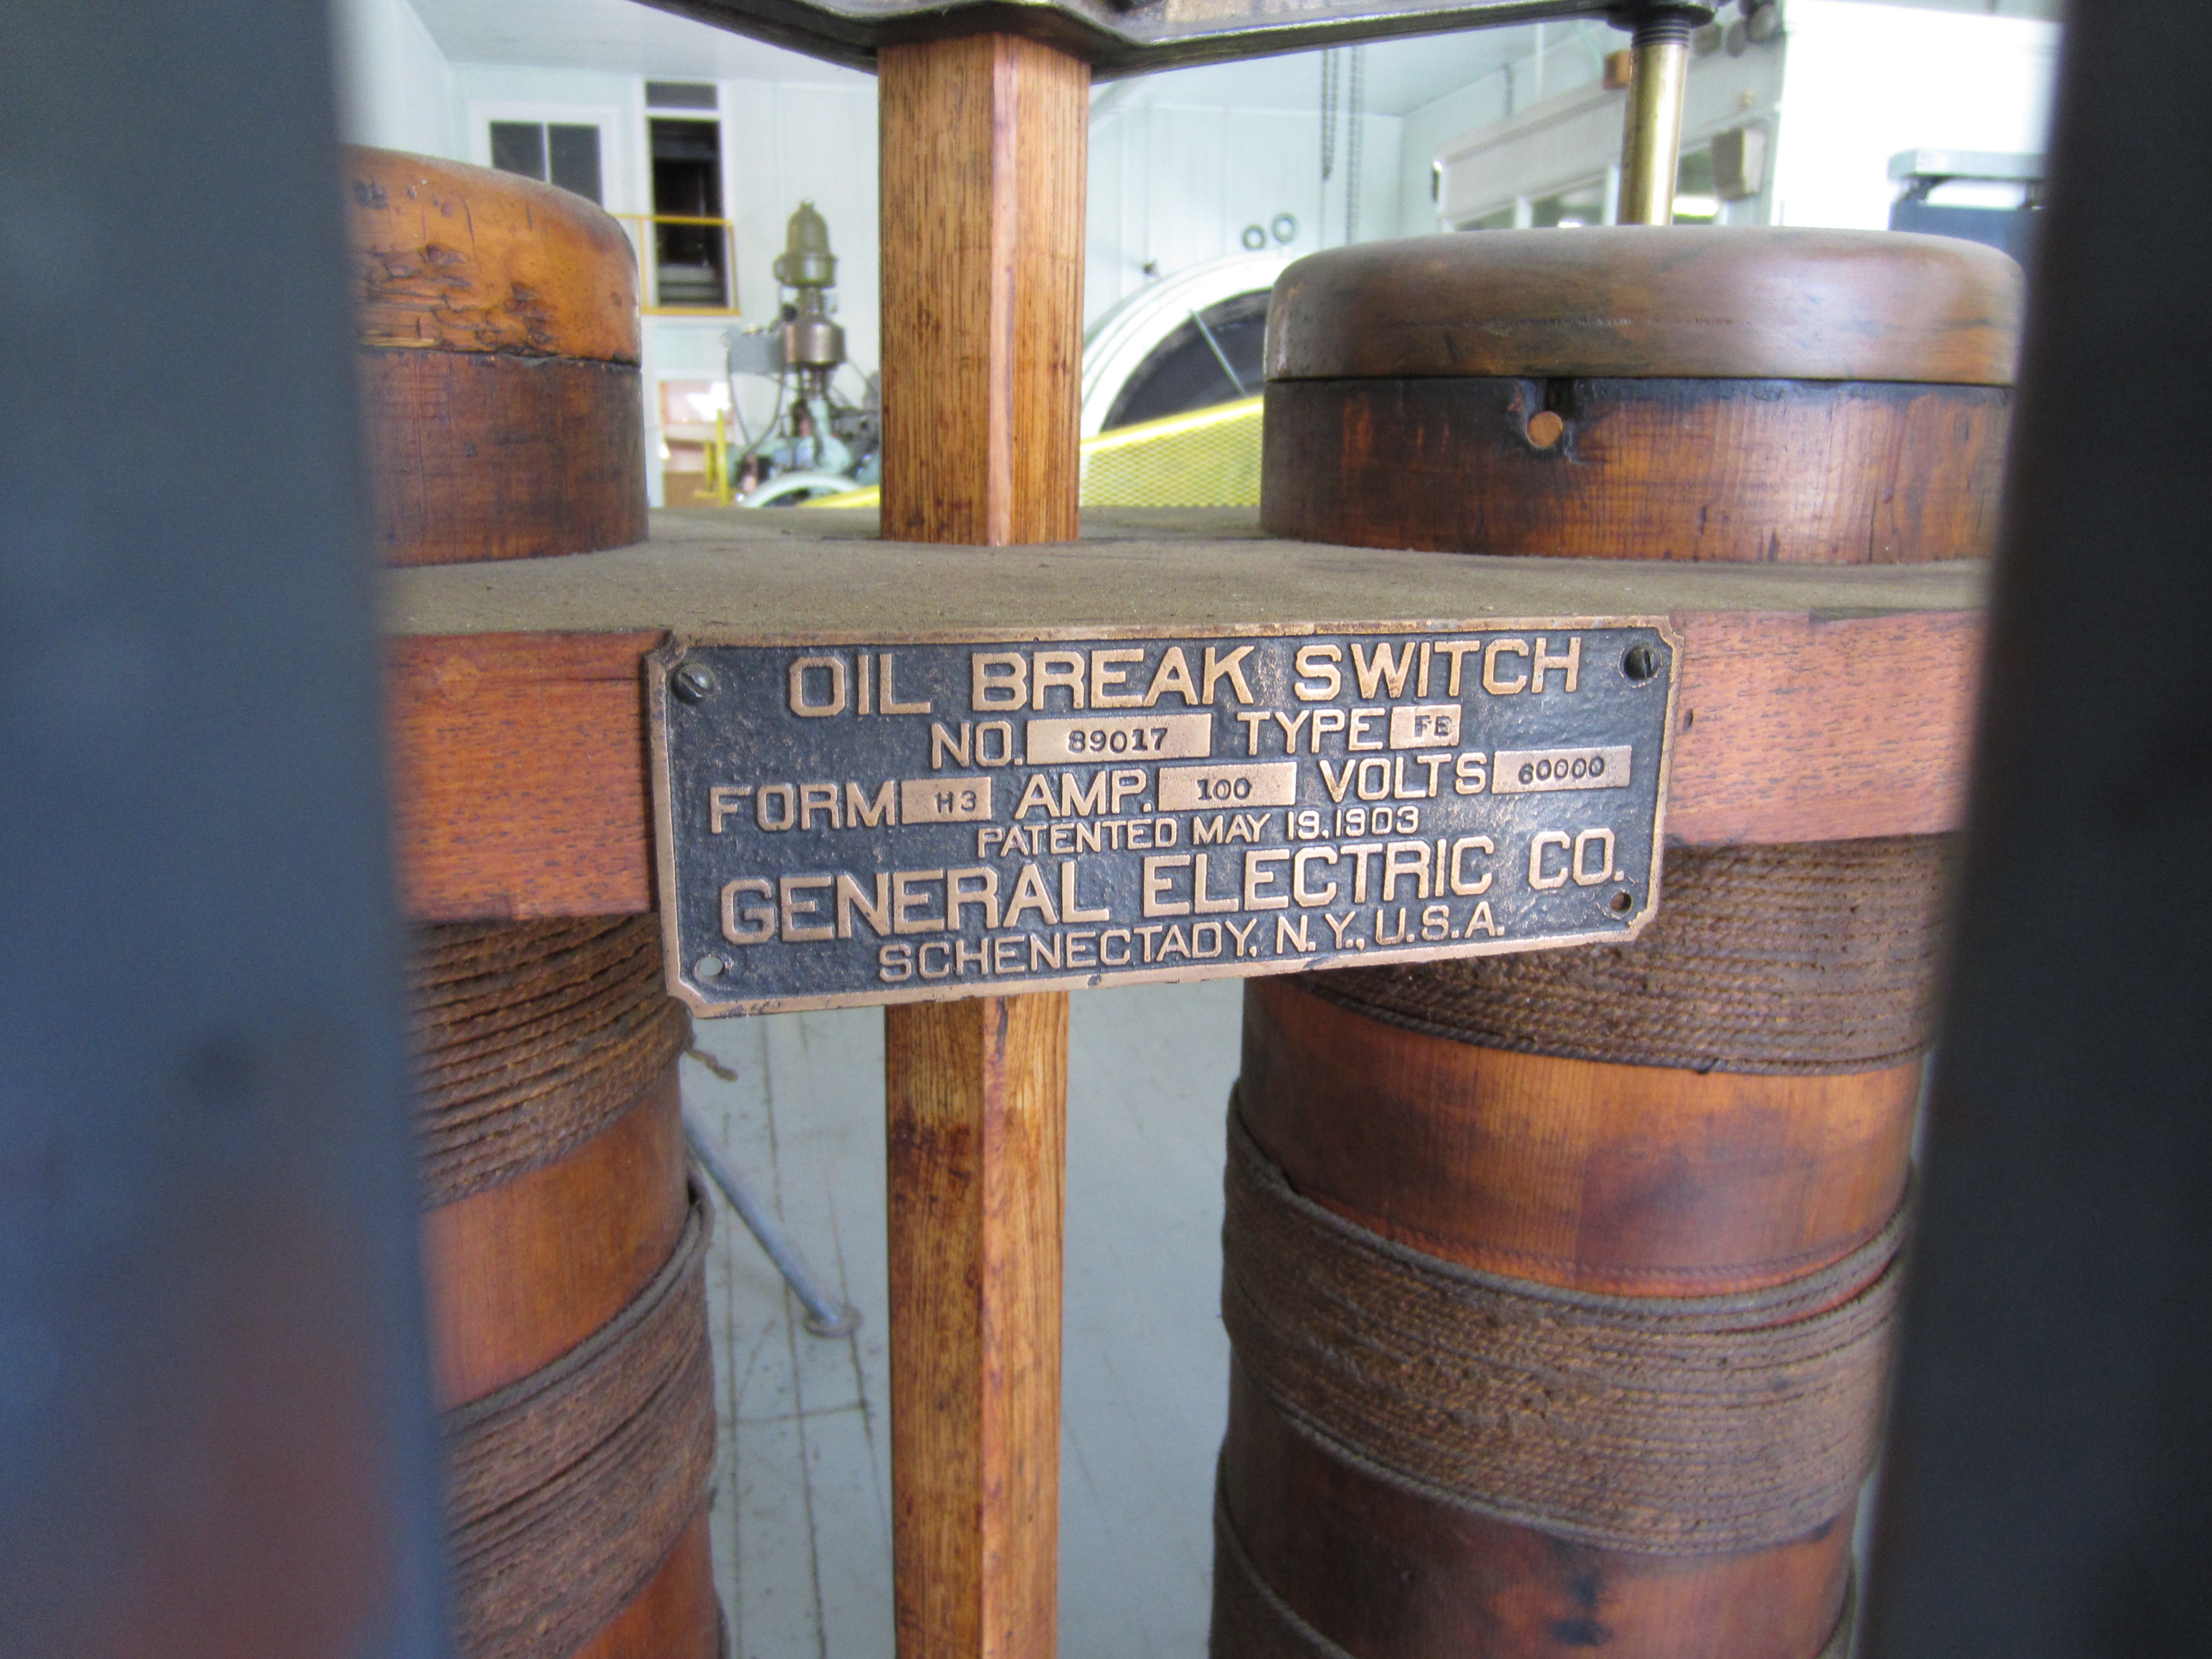 OIL BREAK SWITCH
NO. 89017 TYPE FE
FORM H3 AMP. 100 VOLTS 60000
PATENTED MAY 19, 1903
GENERAL ELECTRIC CO.
SCHENECTADY, N.Y., U.S.A.